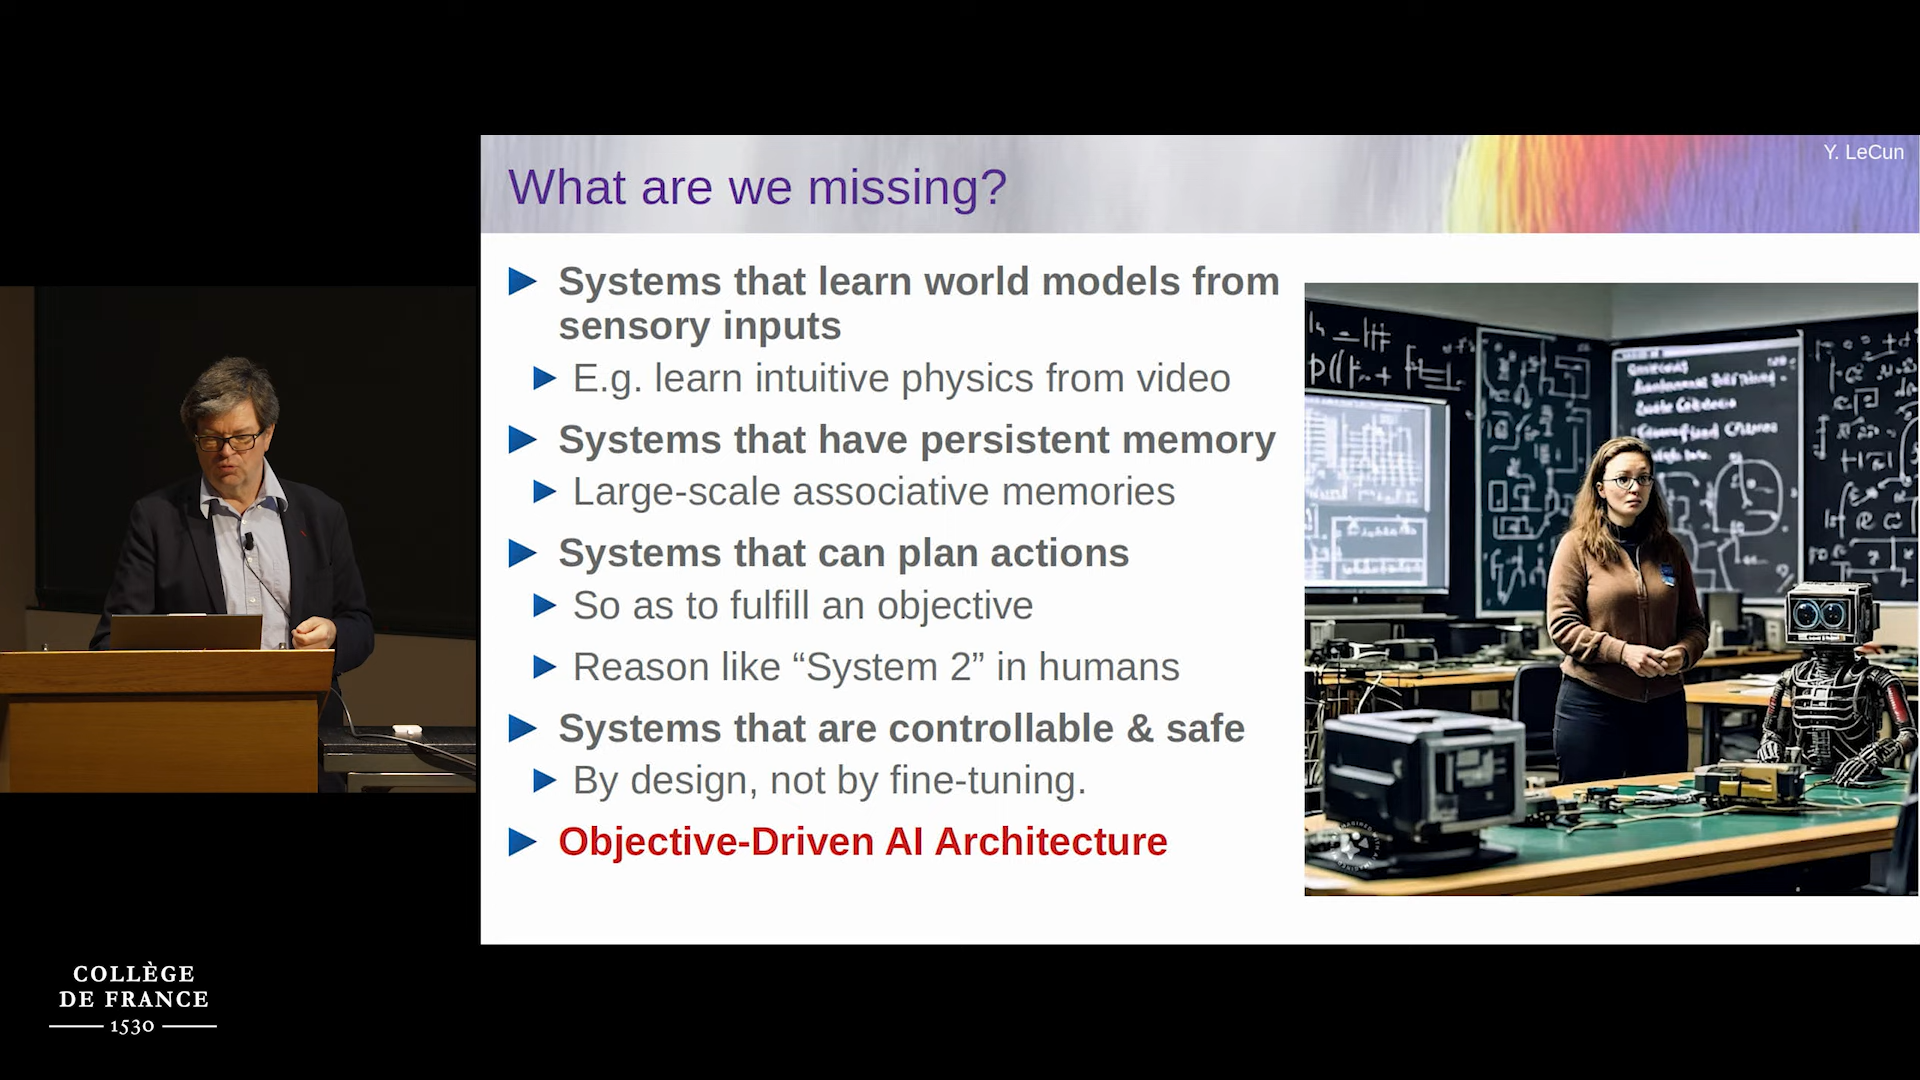 Y. LeCun
What are we missing?
Systems that learn world models from
sensory inputs
E.g. learn intuitive physics from video
Systems that have persistent memory
Large-scale associative memories
Systems that can plan actions
So as to fulfill an objective
Reason like “System 2” in humans
Systems that are controllable & safe
By design, not by fine-tuning.
Objective-Driven AI Architecture
COLLÈGE
DE FRANCE
1530